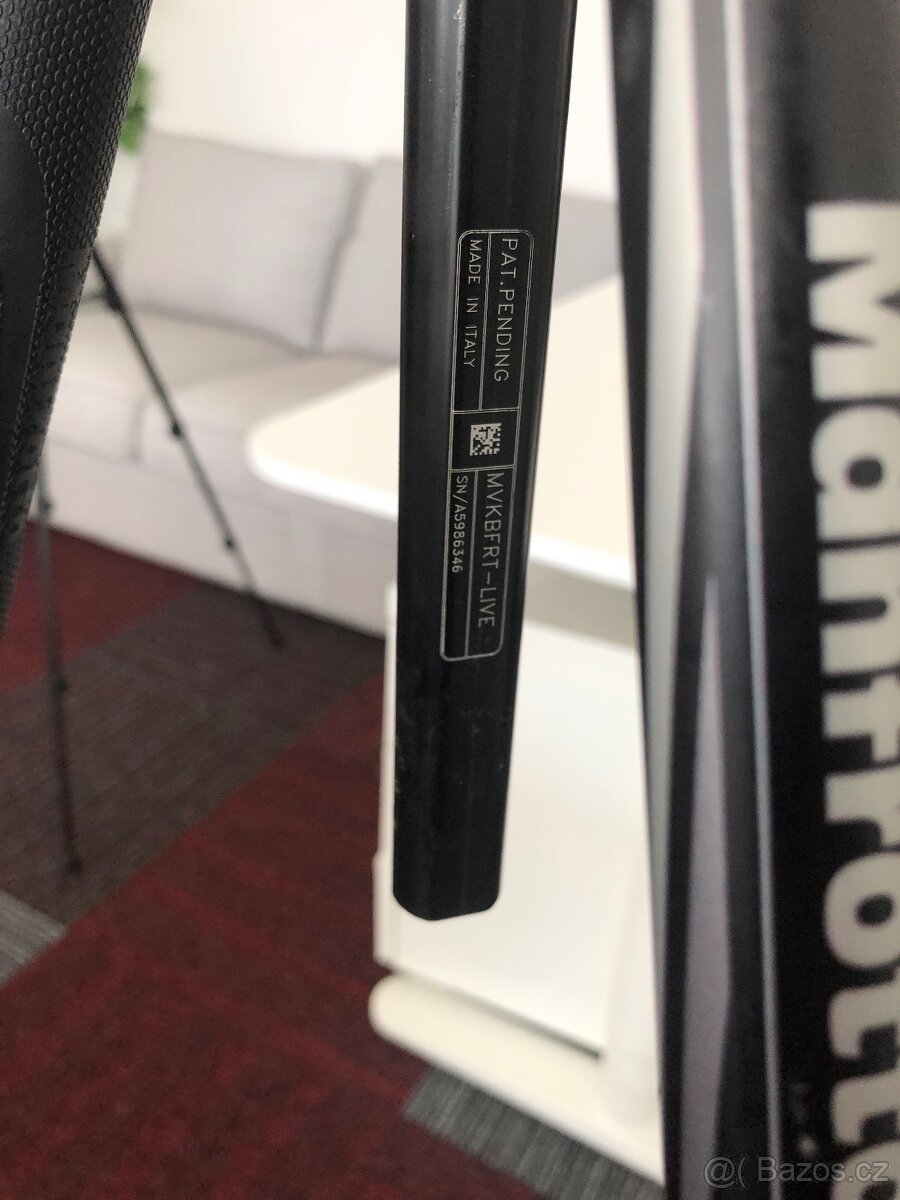 PAT.PENDING
MADE IN ITALY
MVKBFRT-LIVE
SN/A5986346
Manfrotto
@( Bazos.cz